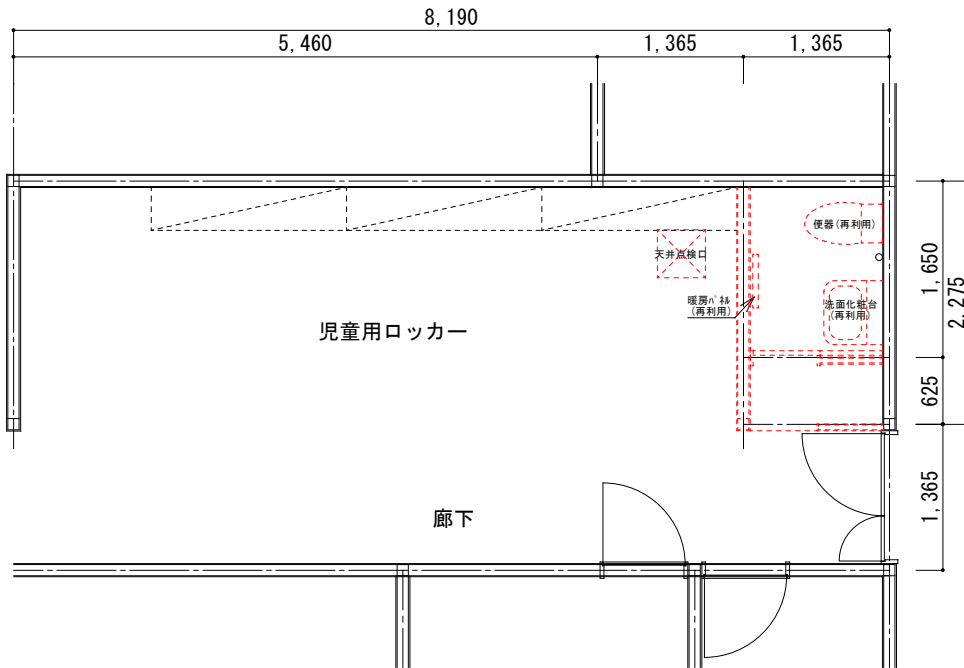 8,190
5,460
1,365
1,365
便器(再利用)
天井点検口
1,650
2,275
暖房ﾊﾟﾈﾙ
(再利用)
洗面化粧台
(再利用)
児童用ロッカー
625
1,365
廊下